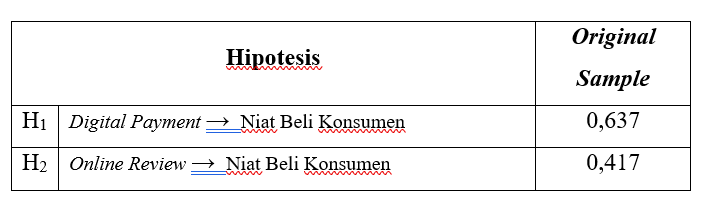 Hipotesis
Original
Sample
H₁ Digital Payment → Niat Beli Konsumen 0,637
H₂ Online Review → Niat Beli Konsumen 0,417